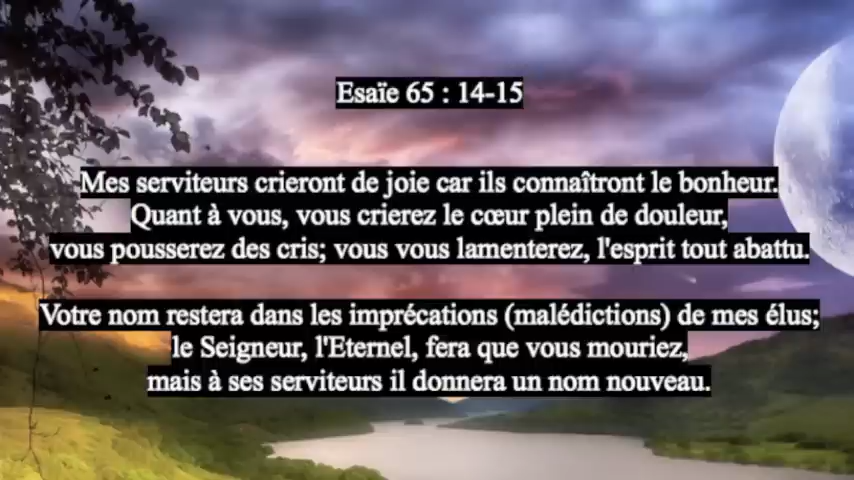 Esaïe 65 : 14-15
Mes serviteurs crieront de joie car ils connaîtront le bonheur.
Quant à vous, vous crierez le cœur plein de douleur,
vous pousserez des cris; vous vous lamenterez, l'esprit tout abattu.
Votre nom restera dans les imprécations (malédictions) de mes élus;
le Seigneur, l'Eternel, fera que vous mouriez,
mais à ses serviteurs il donnera un nom nouveau.